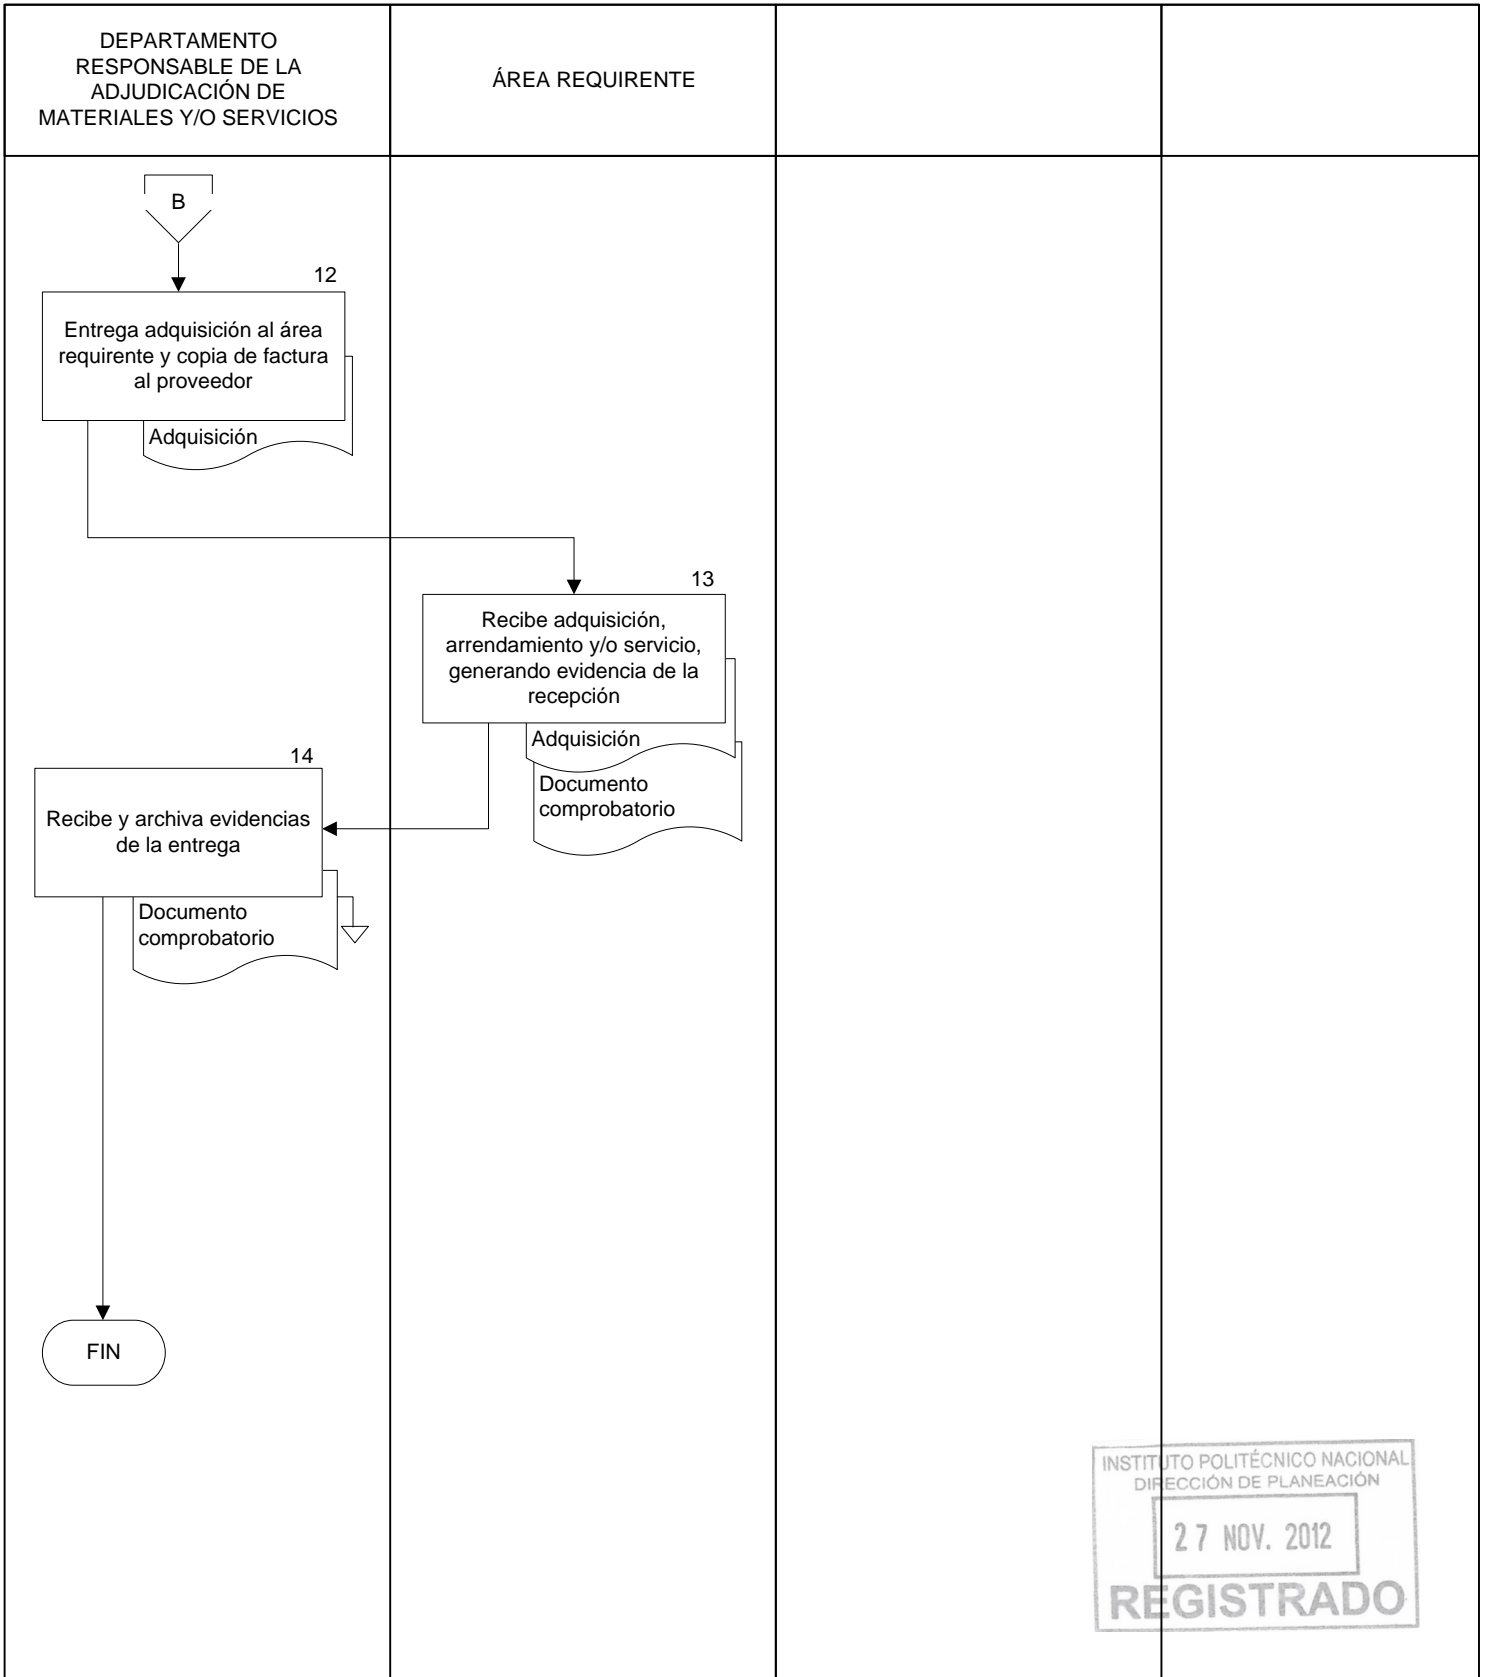 DEPARTAMENTO
RESPONSABLE DE LA
ADJUDICACIÓN DE
MATERIALES Y/O SERVICIOS
ÁREA REQUIRENTE
B
12
Entrega adquisición al área
requirente y copia de factura
al proveedor
Adquisición
13
Recibe adquisición,
arrendamiento y/o servicio,
generando evidencia de la
recepción
Adquisición
Documento
comprobatorio
14
Recibe y archiva evidencias
de la entrega
Documento
comprobatorio
FIN
INSTITUTO POLITÉCNICO NACIONAL
DIRECCIÓN DE PLANEACIÓN
27 NOV. 2012
REGISTRADO